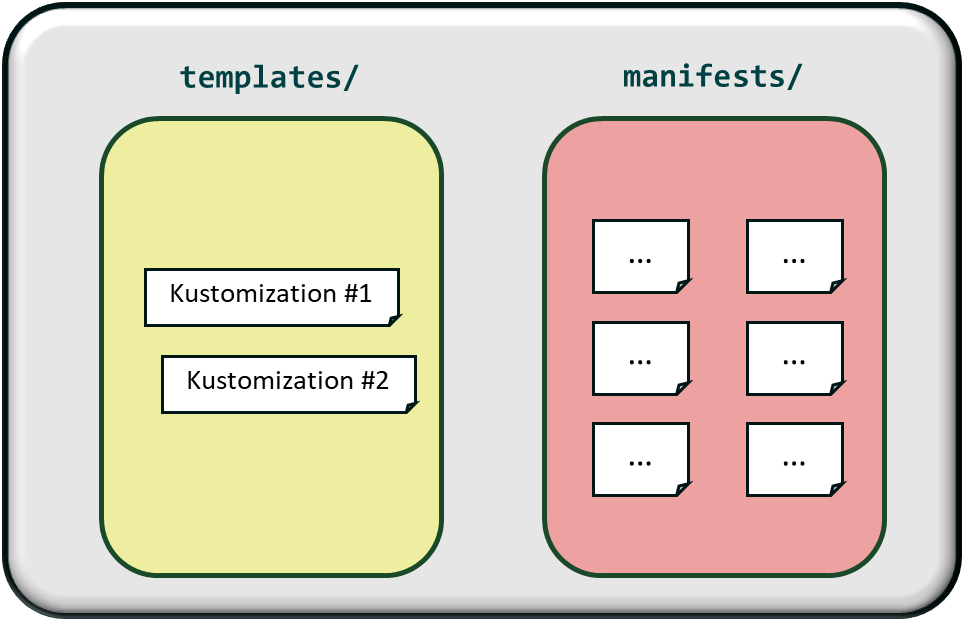 templates/
manifests/
Kustomization #1
Kustomization #2
... ...
... ...
... ...